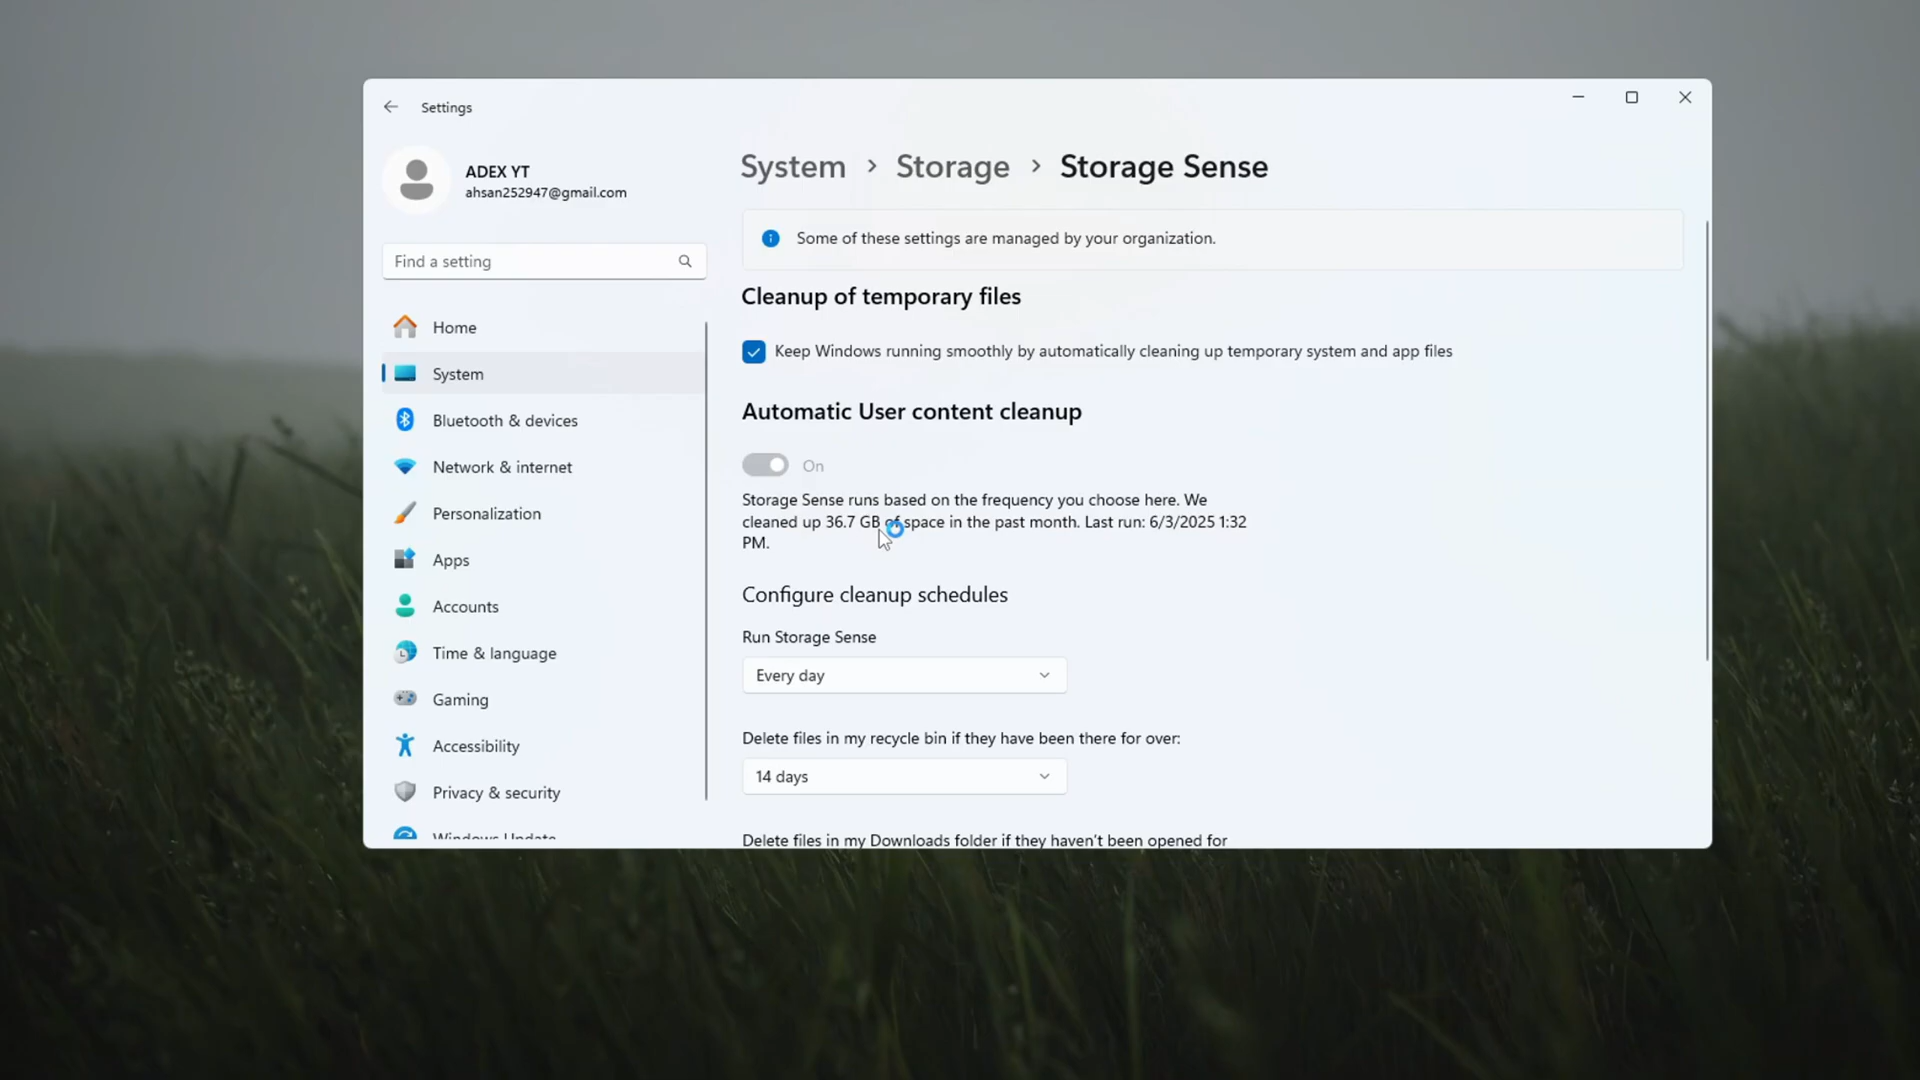 Settings
ADEX YT
ahsan252947@gmail.com
Find a setting
Home
System
Bluetooth & devices
Network & internet
Personalization
Apps
Accounts
Time & language
Gaming
Accessibility
Privacy & security
Windows Update
System > Storage > Storage Sense
Some of these settings are managed by your organization.
Cleanup of temporary files
Keep Windows running smoothly by automatically cleaning up temporary system and app files
Automatic User content cleanup
On
Storage Sense runs based on the frequency you choose here. We
cleaned up 36.7 GB of space in the past month. Last run: 6/3/2025 1:32
PM.
Configure cleanup schedules
Run Storage Sense
Every day
Delete files in my recycle bin if they have been there for over:
14 days
Delete files in my Downloads folder if they haven't been opened for